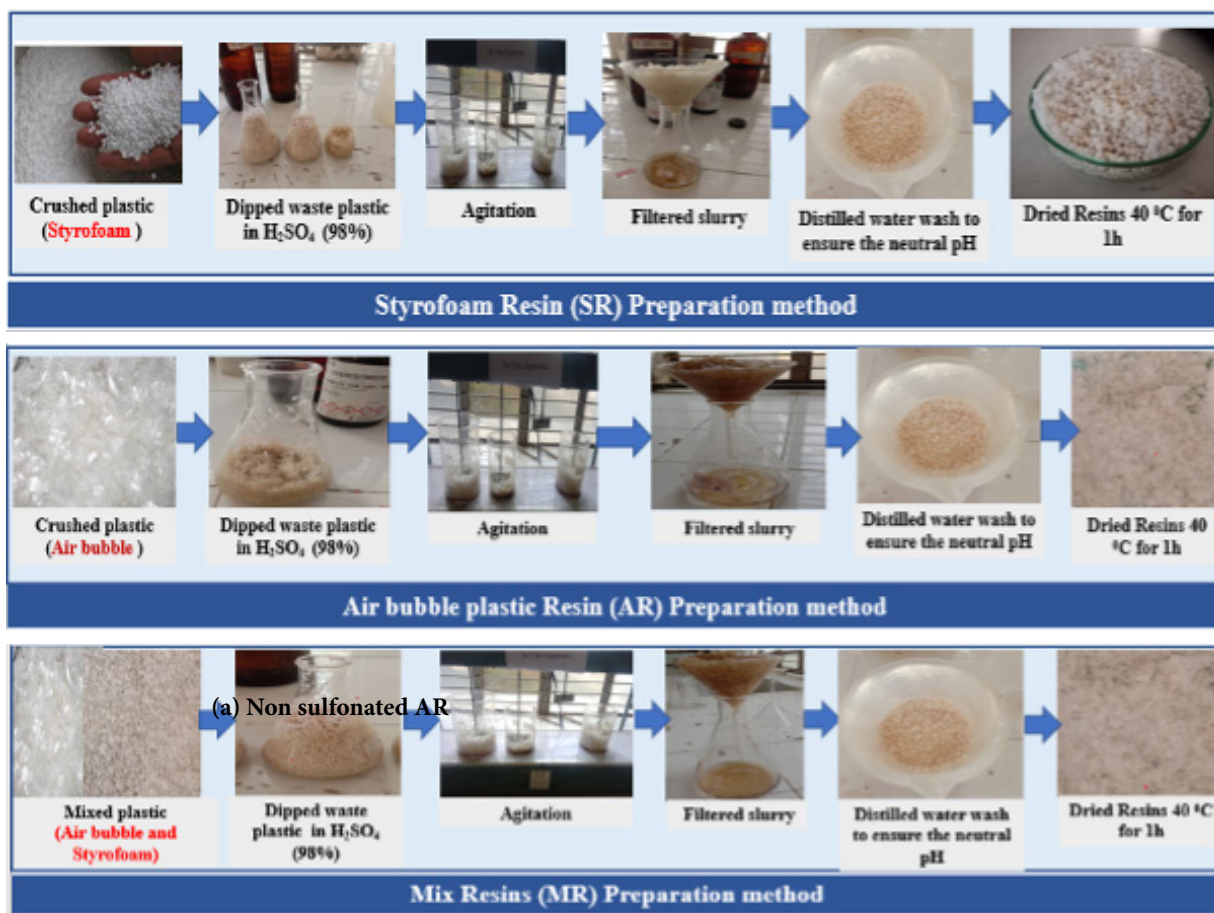 Crushed plastic
(Styrofoam )
Dipped waste plastic
in H₂SO₄ (98%)
Agitation
Filtered slurry
Distilled water wash to
ensure the neutral pH
Dried Resins 40 ⁰C for
1h
Styrofoam Resin (SR) Preparation method
Crushed plastic
(Air bubble )
Dipped waste plastic
in H₂SO₄ (98%)
Agitation
Filtered slurry
Distilled water wash to
ensure the neutral pH
Dried Resins 40
⁰C for 1h
Air bubble plastic Resin (AR) Preparation method
(a) Non sulfonated AR
Mixed plastic
(Air bubble and
Styrofoam)
Dipped waste
plastic in H₂SO₄
(98%)
Agitation
Filtered slurry
Distilled water wash
to ensure the neutral
pH
Dried Resins 40 ⁰C
for 1h
Mix Resins (MR) Preparation method